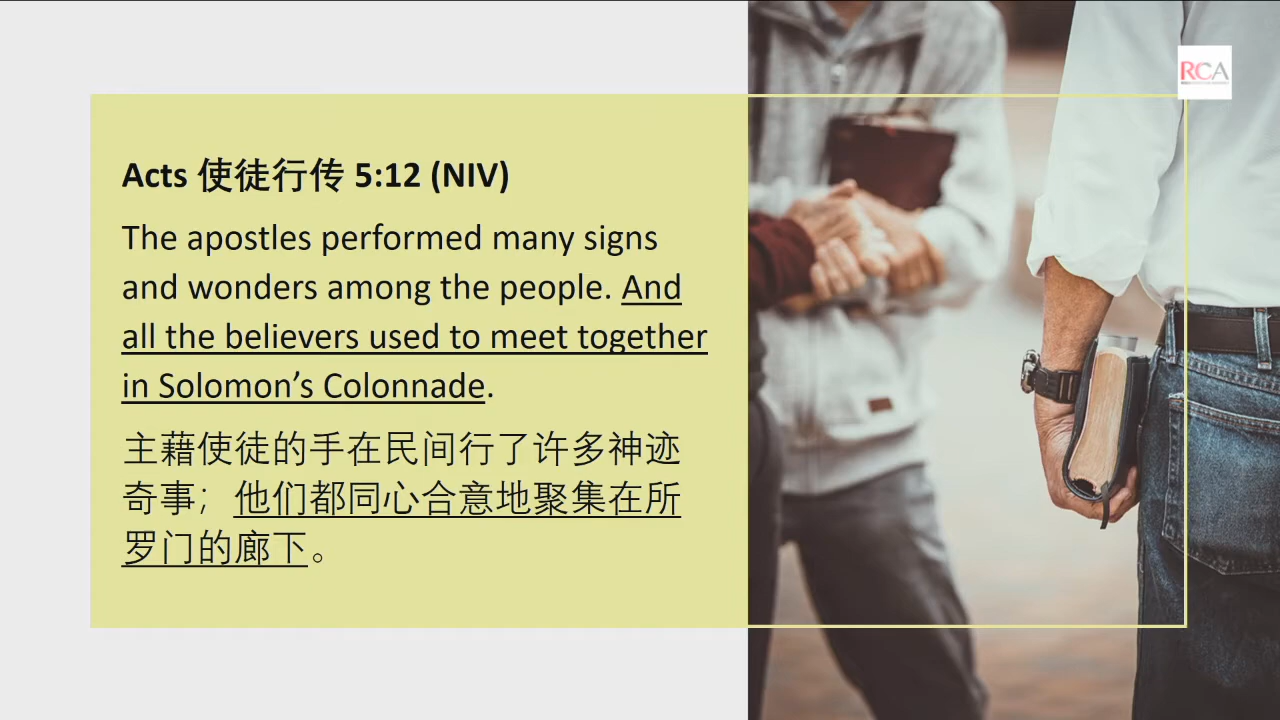 RCA
Acts 使徒行传 5:12 (NIV)
The apostles performed many signs
and wonders among the people. And
all the believers used to meet together
in Solomon’s Colonnade.
主藉使徒的手在民间行了许多神迹
奇事；他们都同心合意地聚集在所
罗门的廊下。